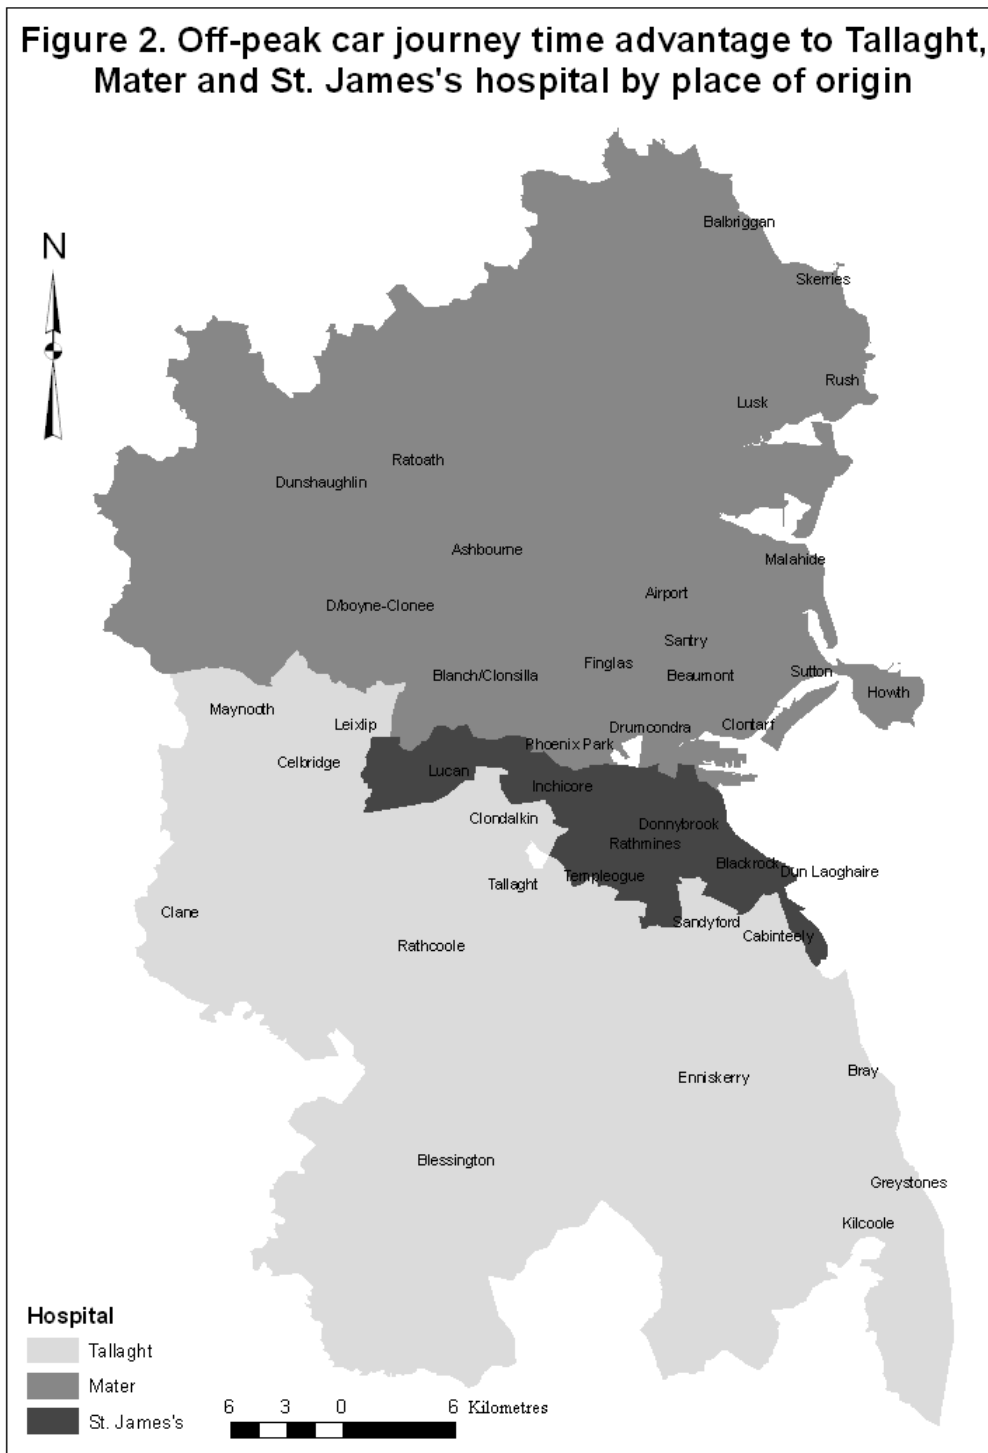 Figure 2. Off-peak car journey time advantage to Tallaght,
Mater and St. James's hospital by place of origin
N
Balbriggan
Skerries
Rush
Lusk
Ratoath
Dunshaughlin
Ashbourne
Malahide
Airport
D/boyne-Clonee
Santry
Finglas
Blanch/Clonsilla
Beaumont
Sutton
Howth
Maynooth
Leixlip
Drumcondra
Clontarf
Phoenix Park
Celbridge
Lucan
Inchicore
Clondalkin
Donnybrook
Rathmines
Blackrock
Dun Laoghaire
Templeogue
Tallaght
Clane
Sandyford
Cabinteely
Rathcoole
Enniskerry
Bray
Blessington
Greystones
Kilcoole
Hospital
Tallaght
Mater
St. James's
6 3 0 6 Kilometres